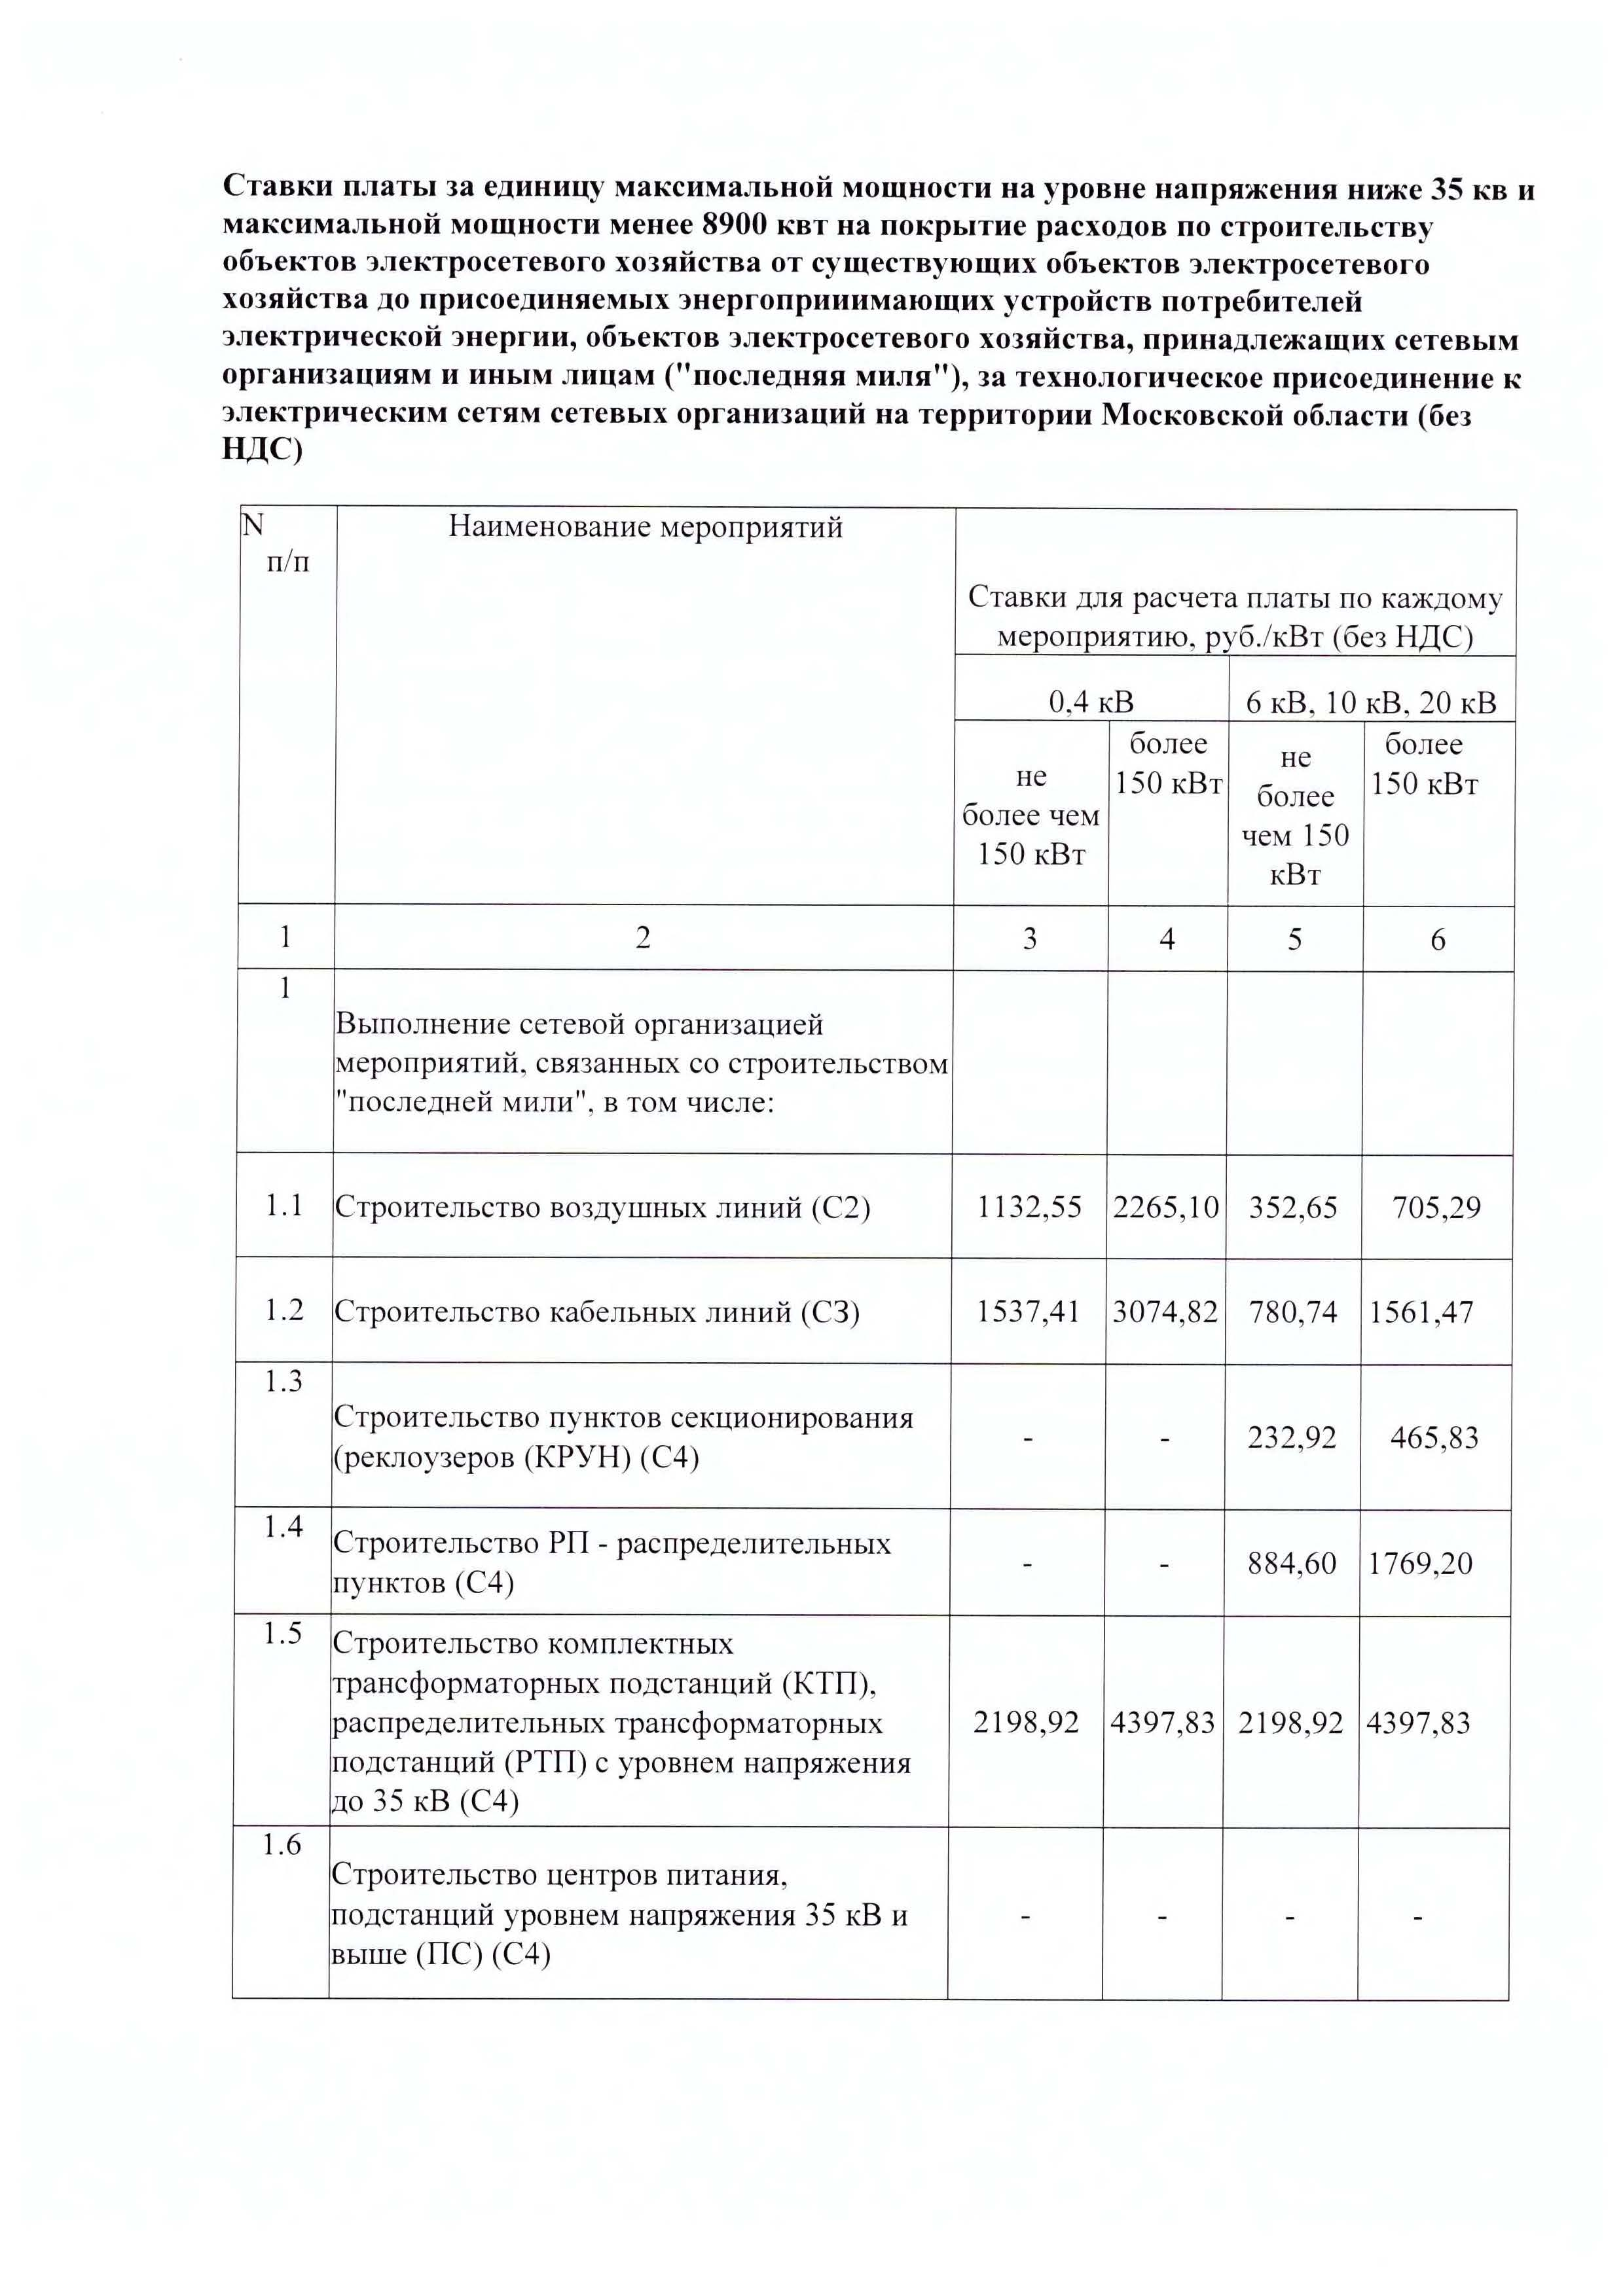 Ставки платы за единицу максимальной мощности на уровне напряжения ниже 35 кв и
максимальной мощности менее 8900 квт на покрытие расходов по строительству
объектов электросетевого хозяйства от существующих объектов электросетевого
хозяйства до присоединяемых энергоприиимающих устройств потребителей
электрической энергии, объектов электросетевого хозяйства, принадлежащих сетевым
организациям и иным лицам ("последняя миля"), за технологическое присоединение к
электрическим сетям сетевых организаций на территории Московской области (без
НДС)
N
п/п
Наименование мероприятий
Ставки для расчета платы по каждому
мероприятию, руб./кВт (без НДС)
0,4 кВ
6 кВ, 10 кВ, 20 кВ
не
более чем
150 кВт
более
150 кВт
не
более
чем 150
кВт
более
150 кВт
1 2 3 4 5 6
1
Выполнение сетевой организацией
мероприятий, связанных со строительством
"последней мили", в том числе:
1.1 Строительство воздушных линий (С2) 1132,55 2265,10 352,65 705,29
1.2 Строительство кабельных линий (СЗ) 1537,41 3074,82 780,74 1561,47
1.3
Строительство пунктов секционирования
(реклоузеров (КРУН) (С4)
- - 232,92 465,83
1.4
Строительство РП - распределительных
пунктов (С4)
- - 884,60 1769,20
1.5
Строительство комплектных
трансформаторных подстанций (КТП),
распределительных трансформаторных
подстанций (РТП) с уровнем напряжения
до 35 кВ (С4)
2198,92 4397,83 2198,92 4397,83
1.6
Строительство центров питания,
подстанций уровнем напряжения 35 кВ и
выше (ПС) (С4)
- - - -